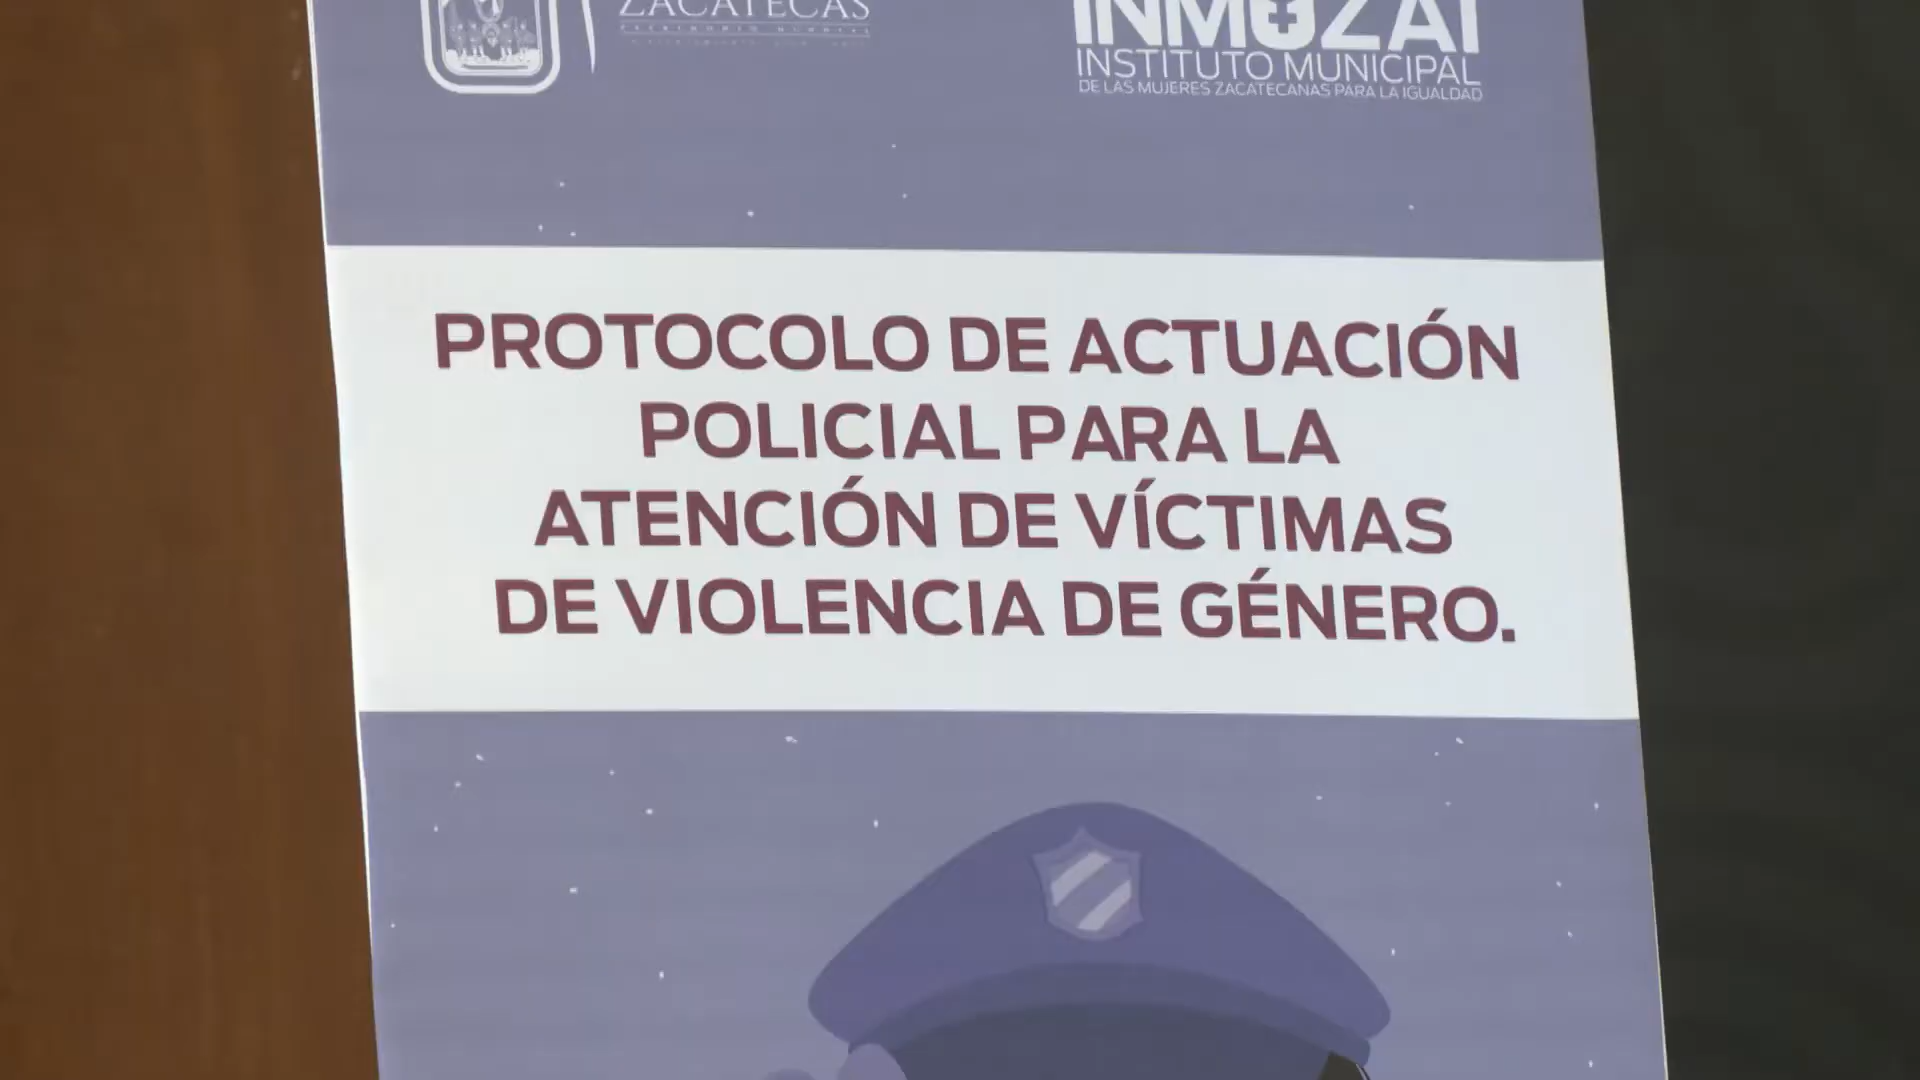 ZACATECAS
INMUZAI
INSTITUTO MUNICIPAL
DE LAS MUJERES ZACATECANAS PARA LA IGUALDAD
PROTOCOLO DE ACTUACIÓN
POLICIAL PARA LA
ATENCIÓN DE VÍCTIMAS
DE VIOLENCIA DE GÉNERO.